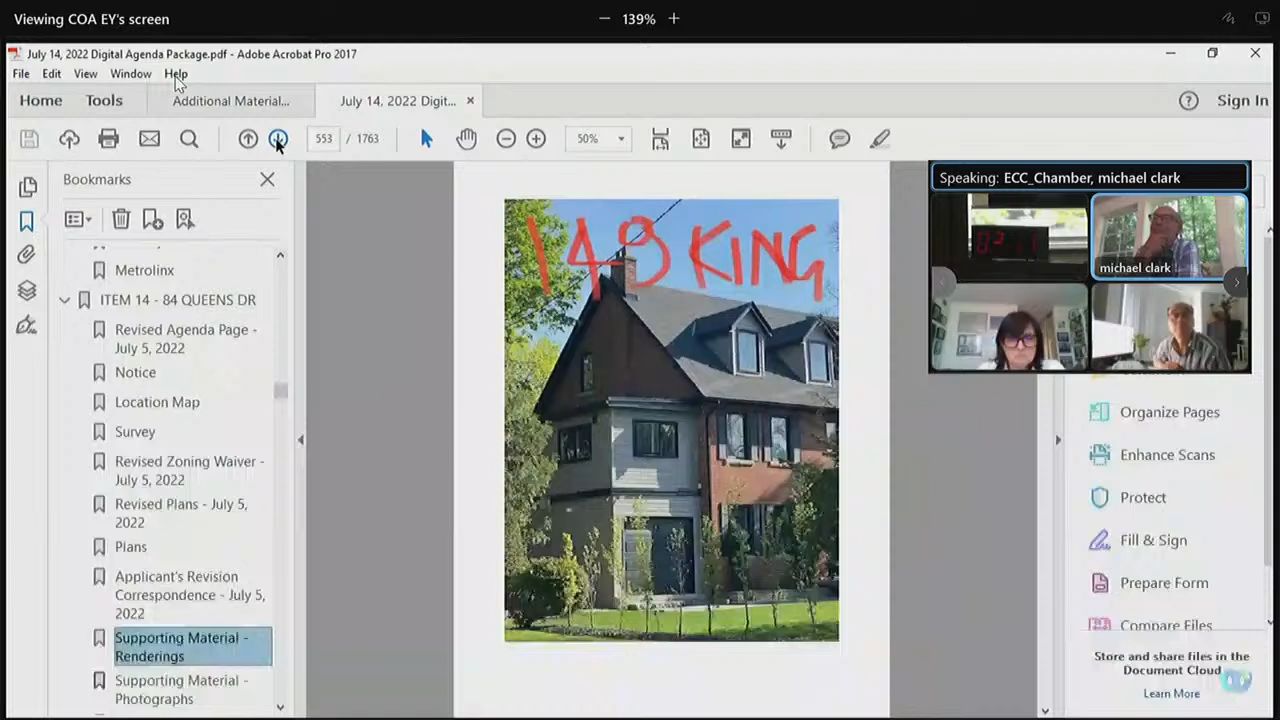 Viewing COA EY's screen
139%
July 14, 2022 Digital Agenda Package.pdf - Adobe Acrobat Pro 2017
File Edit View Window Help
Home Tools Additional Material... July 14, 2022 Digit...
Sign In
553 / 1763
50%
Bookmarks
Metrolinx
ITEM 14 - 84 QUEENS DR
Revised Agenda Page -
July 5, 2022
Notice
Location Map
Survey
Revised Zoning Waiver -
July 5, 2022
Revised Plans - July 5,
2022
Plans
Applicant's Revision
Correspondence - July 5,
2022
Supporting Material -
Renderings
Supporting Material -
Photographs
148 KING
Speaking: ECC_Chamber, michael clark
michael clark
Organize Pages
Enhance Scans
Protect
Fill & Sign
Prepare Form
Compare Files
Store and share files in the
Document Cloud
Learn More